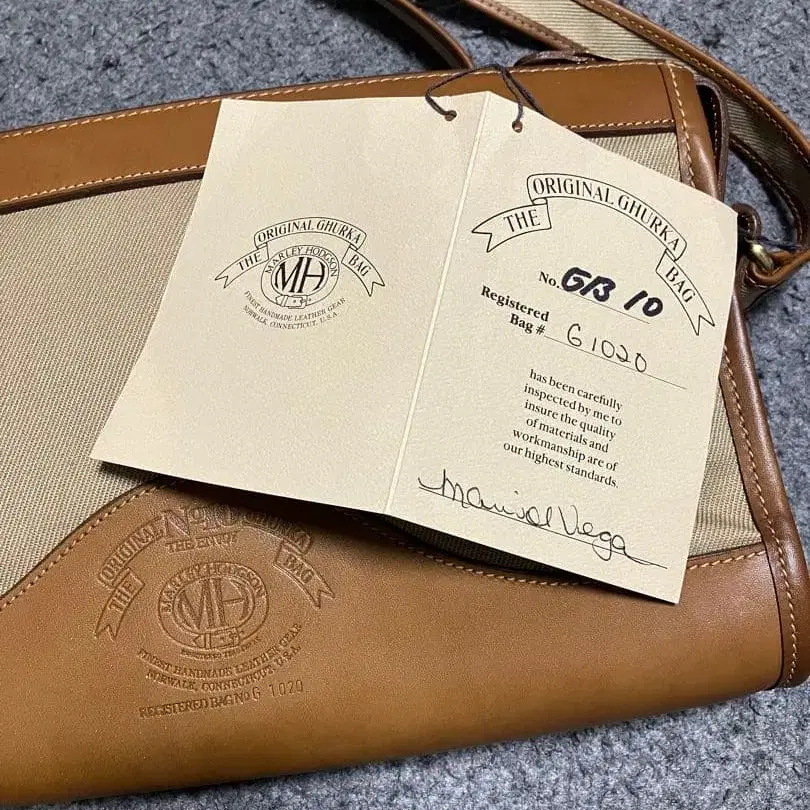 THE ORIGINAL GHURKA BAG
MARLEY HODGSON
MH
FINEST HANDMADE LEATHER GEAR
NORWALK, CONNECTICUT, U.S.A.
THE ORIGINAL GHURKA BAG
No. GB 10
Registered
Bag # G1020
has been carefully
inspected by me to
insure the quality
of materials and
workmanship are of
our highest standards.
Marisol Vega
No 10
THE ORIGINAL GHURKA BAG
THE ENVOY
MARLEY HODGSON
MH
FINEST HANDMADE LEATHER GEAR
NORWALK, CONNECTICUT, U.S.A.
REGISTERED BAG No G 1020